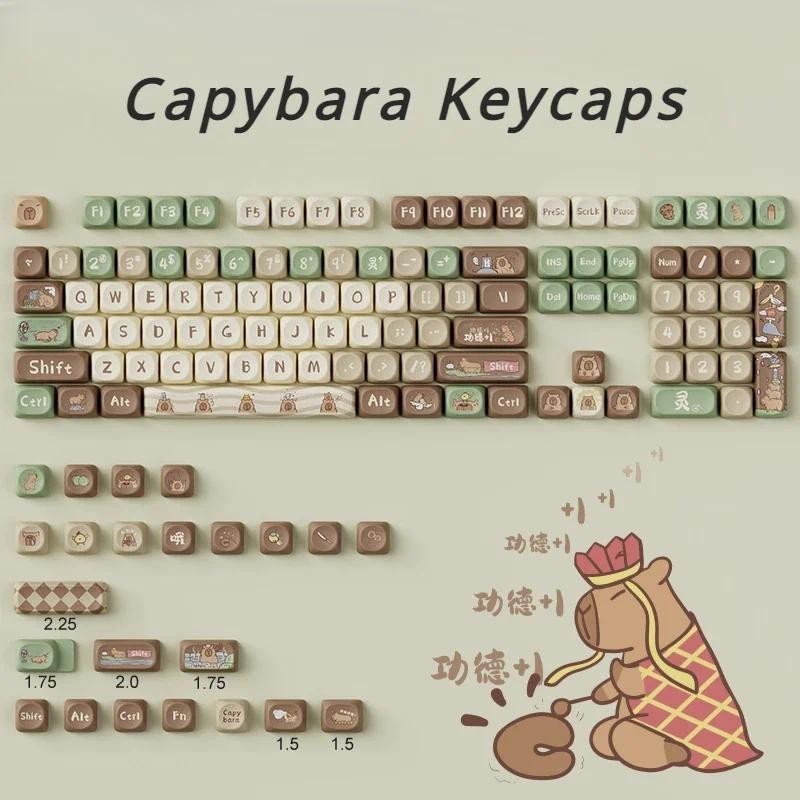 Capybara Keycaps
F1 F2 F3 F4 F5 F6 F7 F8 F9 F10 F11 F12 PrtSc ScrLK Pause 灵
1! 2@ 3# 4$ 5% 6^ 7& 8* 9( 灵+ -- =+ INS End PgUp Num / * -
Q W E R T Y U I O P [{ ]} \| Del Home PgDn 7 8 9
A S D F G H J K L ;: '" 功德+1 4 5 6
Shift Z X C V B N M ,< .> /? Shift 1 2 3
Ctrl Alt Alt Ctrl 灵 .
哦
2.25
Shift
1.75 2.0 1.75
Shift Alt Ctrl Fn Capy
bara
1.5 1.5
+1
+1
+1
+1
功德+1
功德+1
功德+1